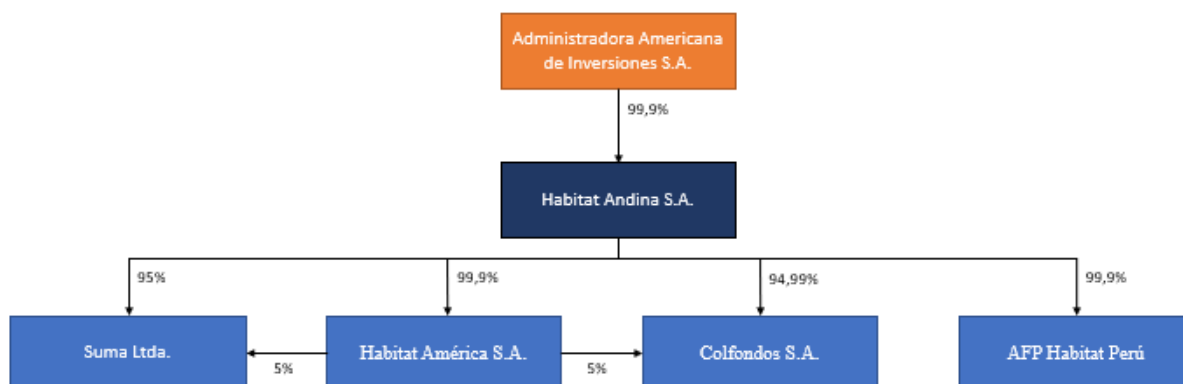 Administradora Americana
de Inversiones S.A.
99,9%
Habitat Andina S.A.
95%
99,9%
94,99%
99,9%
Suma Ltda.
5%
Habitat América S.A.
5%
Colfondos S.A.
AFP Habitat Perú